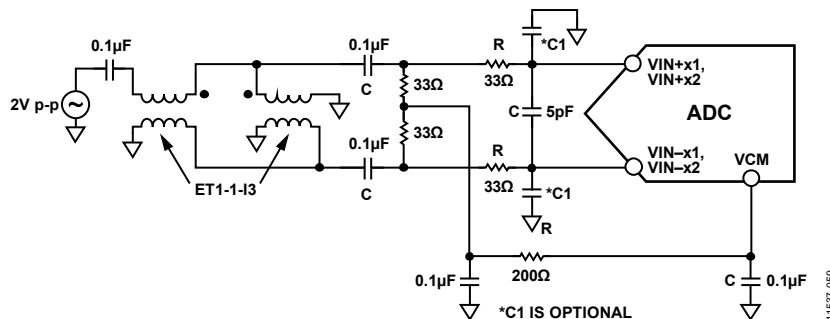 0.1µF
2V p-p
ET1-1-I3
0.1µF
C
33Ω
33Ω
0.1µF
C
R
33Ω
*C1
C
5pF
R
33Ω
*C1
R
VIN+x1,
VIN+x2
ADC
VIN–x1,
VIN–x2
VCM
0.1µF
200Ω
C
0.1µF
*C1 IS OPTIONAL